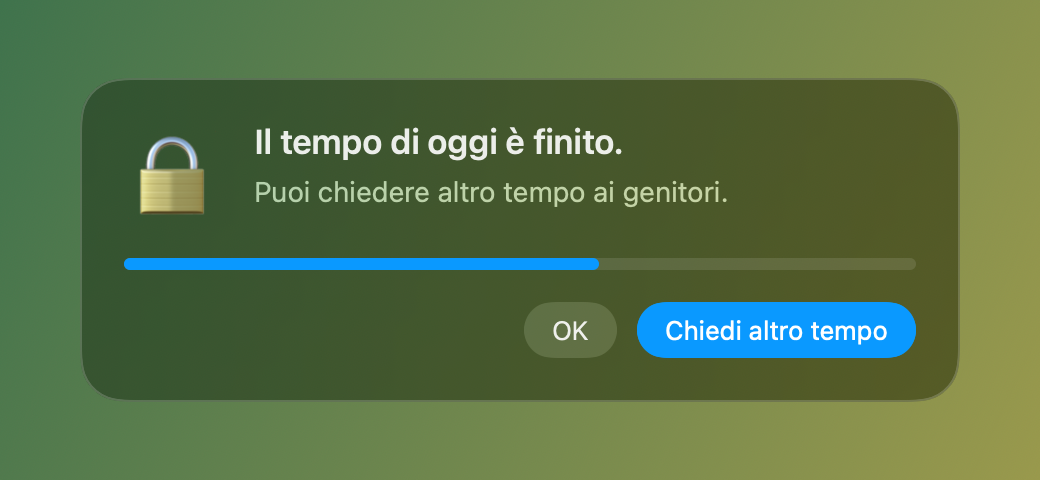 Il tempo di oggi è finito.
Puoi chiedere altro tempo ai genitori.
OK
Chiedi altro tempo